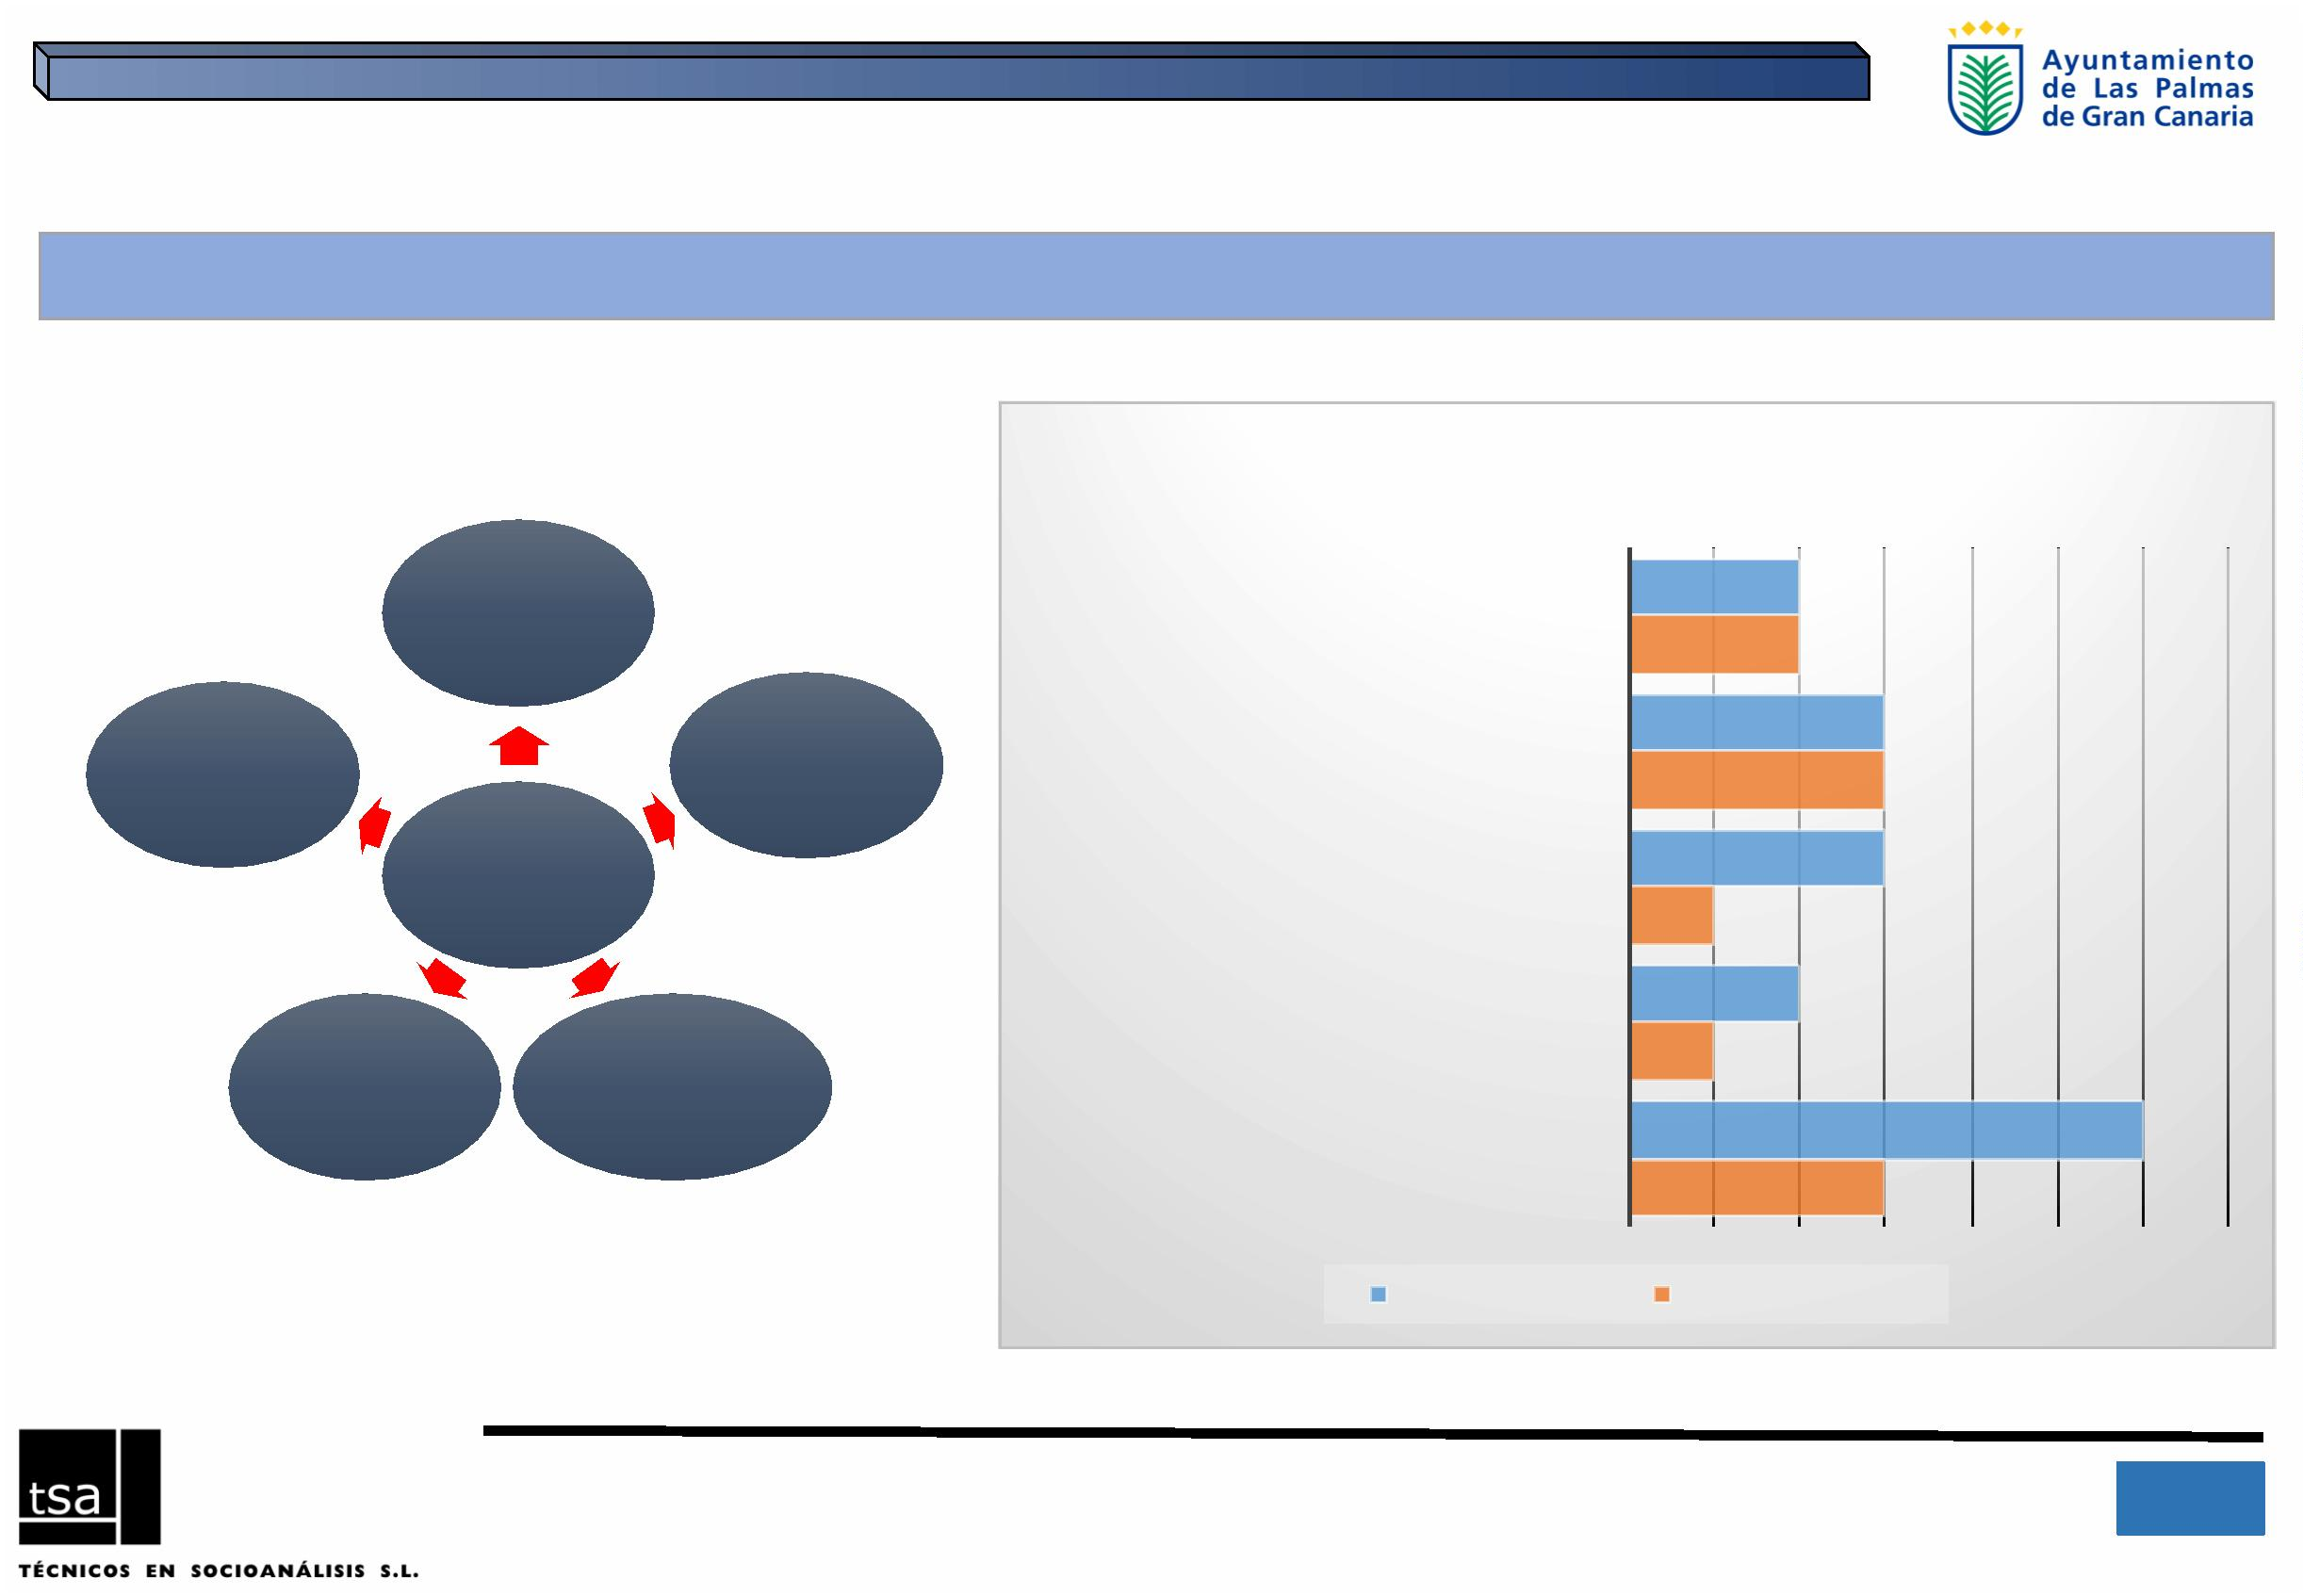 Ayuntamiento
de Las Palmas
de Gran Canaria
tsa
TÉCNICOS EN SOCIOANÁLISIS S.L.